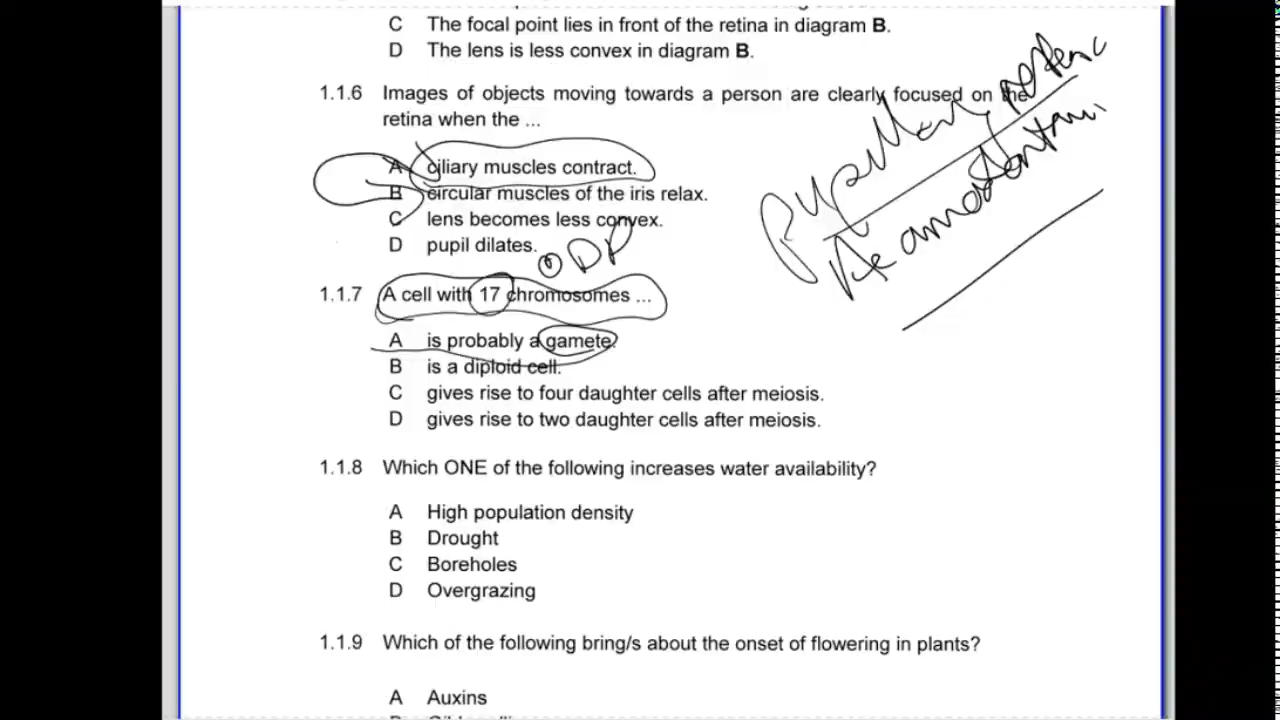 C The focal point lies in front of the retina in diagram B.
D The lens is less convex in diagram B.
1.1.6 Images of objects moving towards a person are clearly focused on the
retina when the ...
A ciliary muscles contract.
B circular muscles of the iris relax.
C lens becomes less convex.
D pupil dilates.
ODD
1.1.7 A cell with 17 chromosomes ...
A is probably a gamete.
B is a diploid cell.
C gives rise to four daughter cells after meiosis.
D gives rise to two daughter cells after meiosis.
1.1.8 Which ONE of the following increases water availability?
A High population density
B Drought
C Boreholes
D Overgrazing
1.1.9 Which of the following bring/s about the onset of flowering in plants?
A Auxins